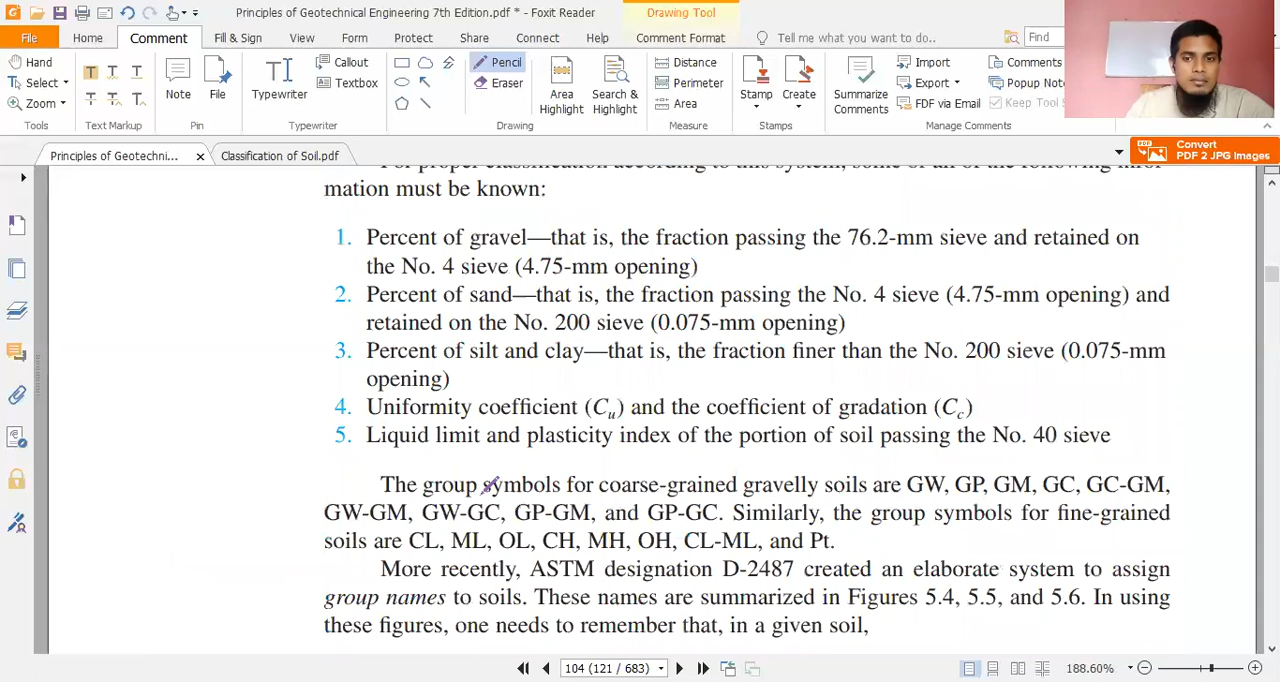 Principles of Geotechnical Engineering 7th Edition.pdf * - Foxit Reader
Drawing Tool
File Home Comment Fill & Sign View Form Protect Share Connect Help Comment Format Tell me what you want to do.. Find
Hand
Select
Zoom
Tools
Text Markup
Note
File
Pin
Typewriter
Callout
Textbox
Typewriter
Pencil
Eraser
Area
Highlight
Search &
Highlight
Drawing
Distance
Perimeter
Area
Measure
Stamp
Create
Stamps
Summarize
Comments
Import
Export
FDF via Email
Comments
Popup Not
Keep Tool S
Manage Comments
Principles of Geotechni...
Classification of Soil.pdf
Convert
PDF 2 JPG Images
mation must be known:
1. Percent of gravel—that is, the fraction passing the 76.2-mm sieve and retained on
the No. 4 sieve (4.75-mm opening)
2. Percent of sand—that is, the fraction passing the No. 4 sieve (4.75-mm opening) and
retained on the No. 200 sieve (0.075-mm opening)
3. Percent of silt and clay—that is, the fraction finer than the No. 200 sieve (0.075-mm
opening)
4. Uniformity coefficient (Cu) and the coefficient of gradation (Cc)
5. Liquid limit and plasticity index of the portion of soil passing the No. 40 sieve
The group symbols for coarse-grained gravelly soils are GW, GP, GM, GC, GC-GM,
GW-GM, GW-GC, GP-GM, and GP-GC. Similarly, the group symbols for fine-grained
soils are CL, ML, OL, CH, MH, OH, CL-ML, and Pt.
More recently, ASTM designation D-2487 created an elaborate system to assign
group names to soils. These names are summarized in Figures 5.4, 5.5, and 5.6. In using
these figures, one needs to remember that, in a given soil,
104 (121 / 683)
188.60%